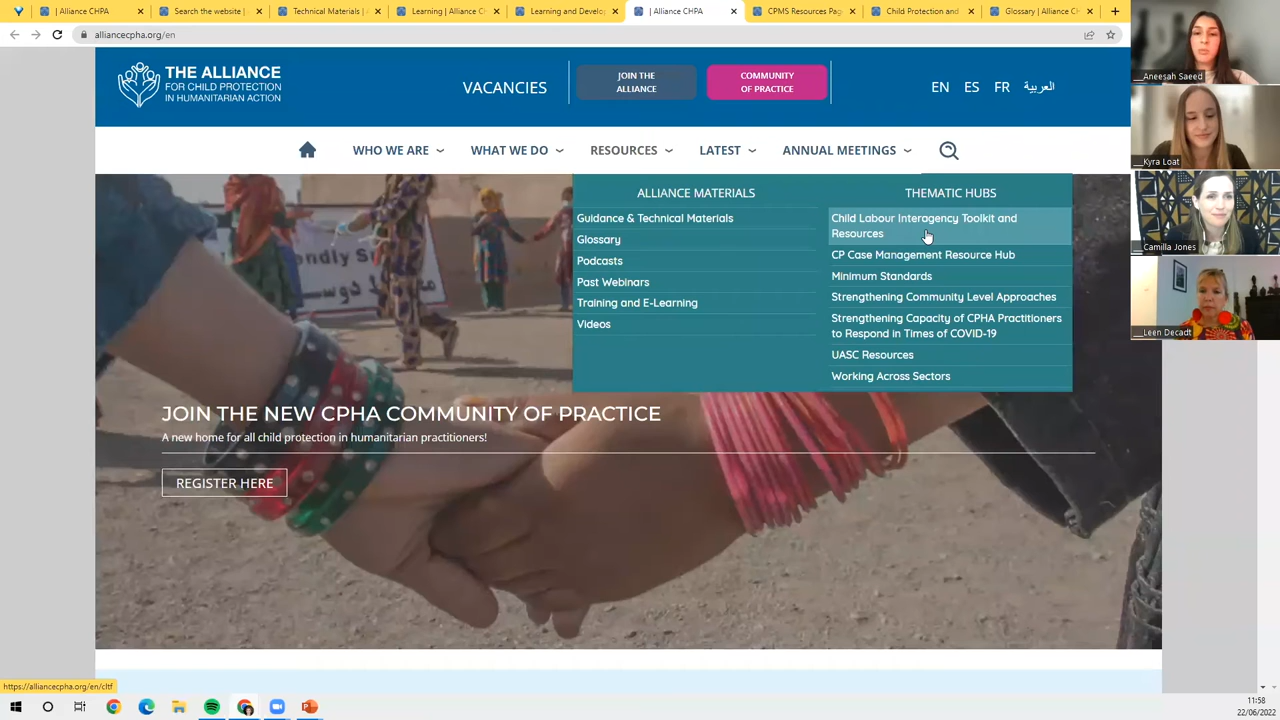 | Alliance CHPA
Search the website |
Technical Materials |
Learning | Alliance C
Learning and Develo
| Alliance CHPA
CPMS Resources Pag
Child Protection and
Glossary | Alliance CH
alliancecpha.org/en
THE ALLIANCE
FOR CHILD PROTECTION
IN HUMANITARIAN ACTION
VACANCIES
JOIN THE
ALLIANCE
COMMUNITY
OF PRACTICE
EN ES FR العربية
WHO WE ARE
WHAT WE DO
RESOURCES
LATEST
ANNUAL MEETINGS
ALLIANCE MATERIALS
Guidance & Technical Materials
Glossary
Podcasts
Past Webinars
Training and E-Learning
Videos
THEMATIC HUBS
Child Labour Interagency Toolkit and
Resources
CP Case Management Resource Hub
Minimum Standards
Strengthening Community Level Approaches
Strengthening Capacity of CPHA Practitioners
to Respond in Times of COVID-19
UASC Resources
Working Across Sectors
JOIN THE NEW CPHA COMMUNITY OF PRACTICE
A new home for all child protection in humanitarian practitioners!
REGISTER HERE
Aneesah Saeed
Kyra Loat
Camilla Jones
Leen Decadt
https://alliancecpha.org/en/cltf
11:58
22/06/2022